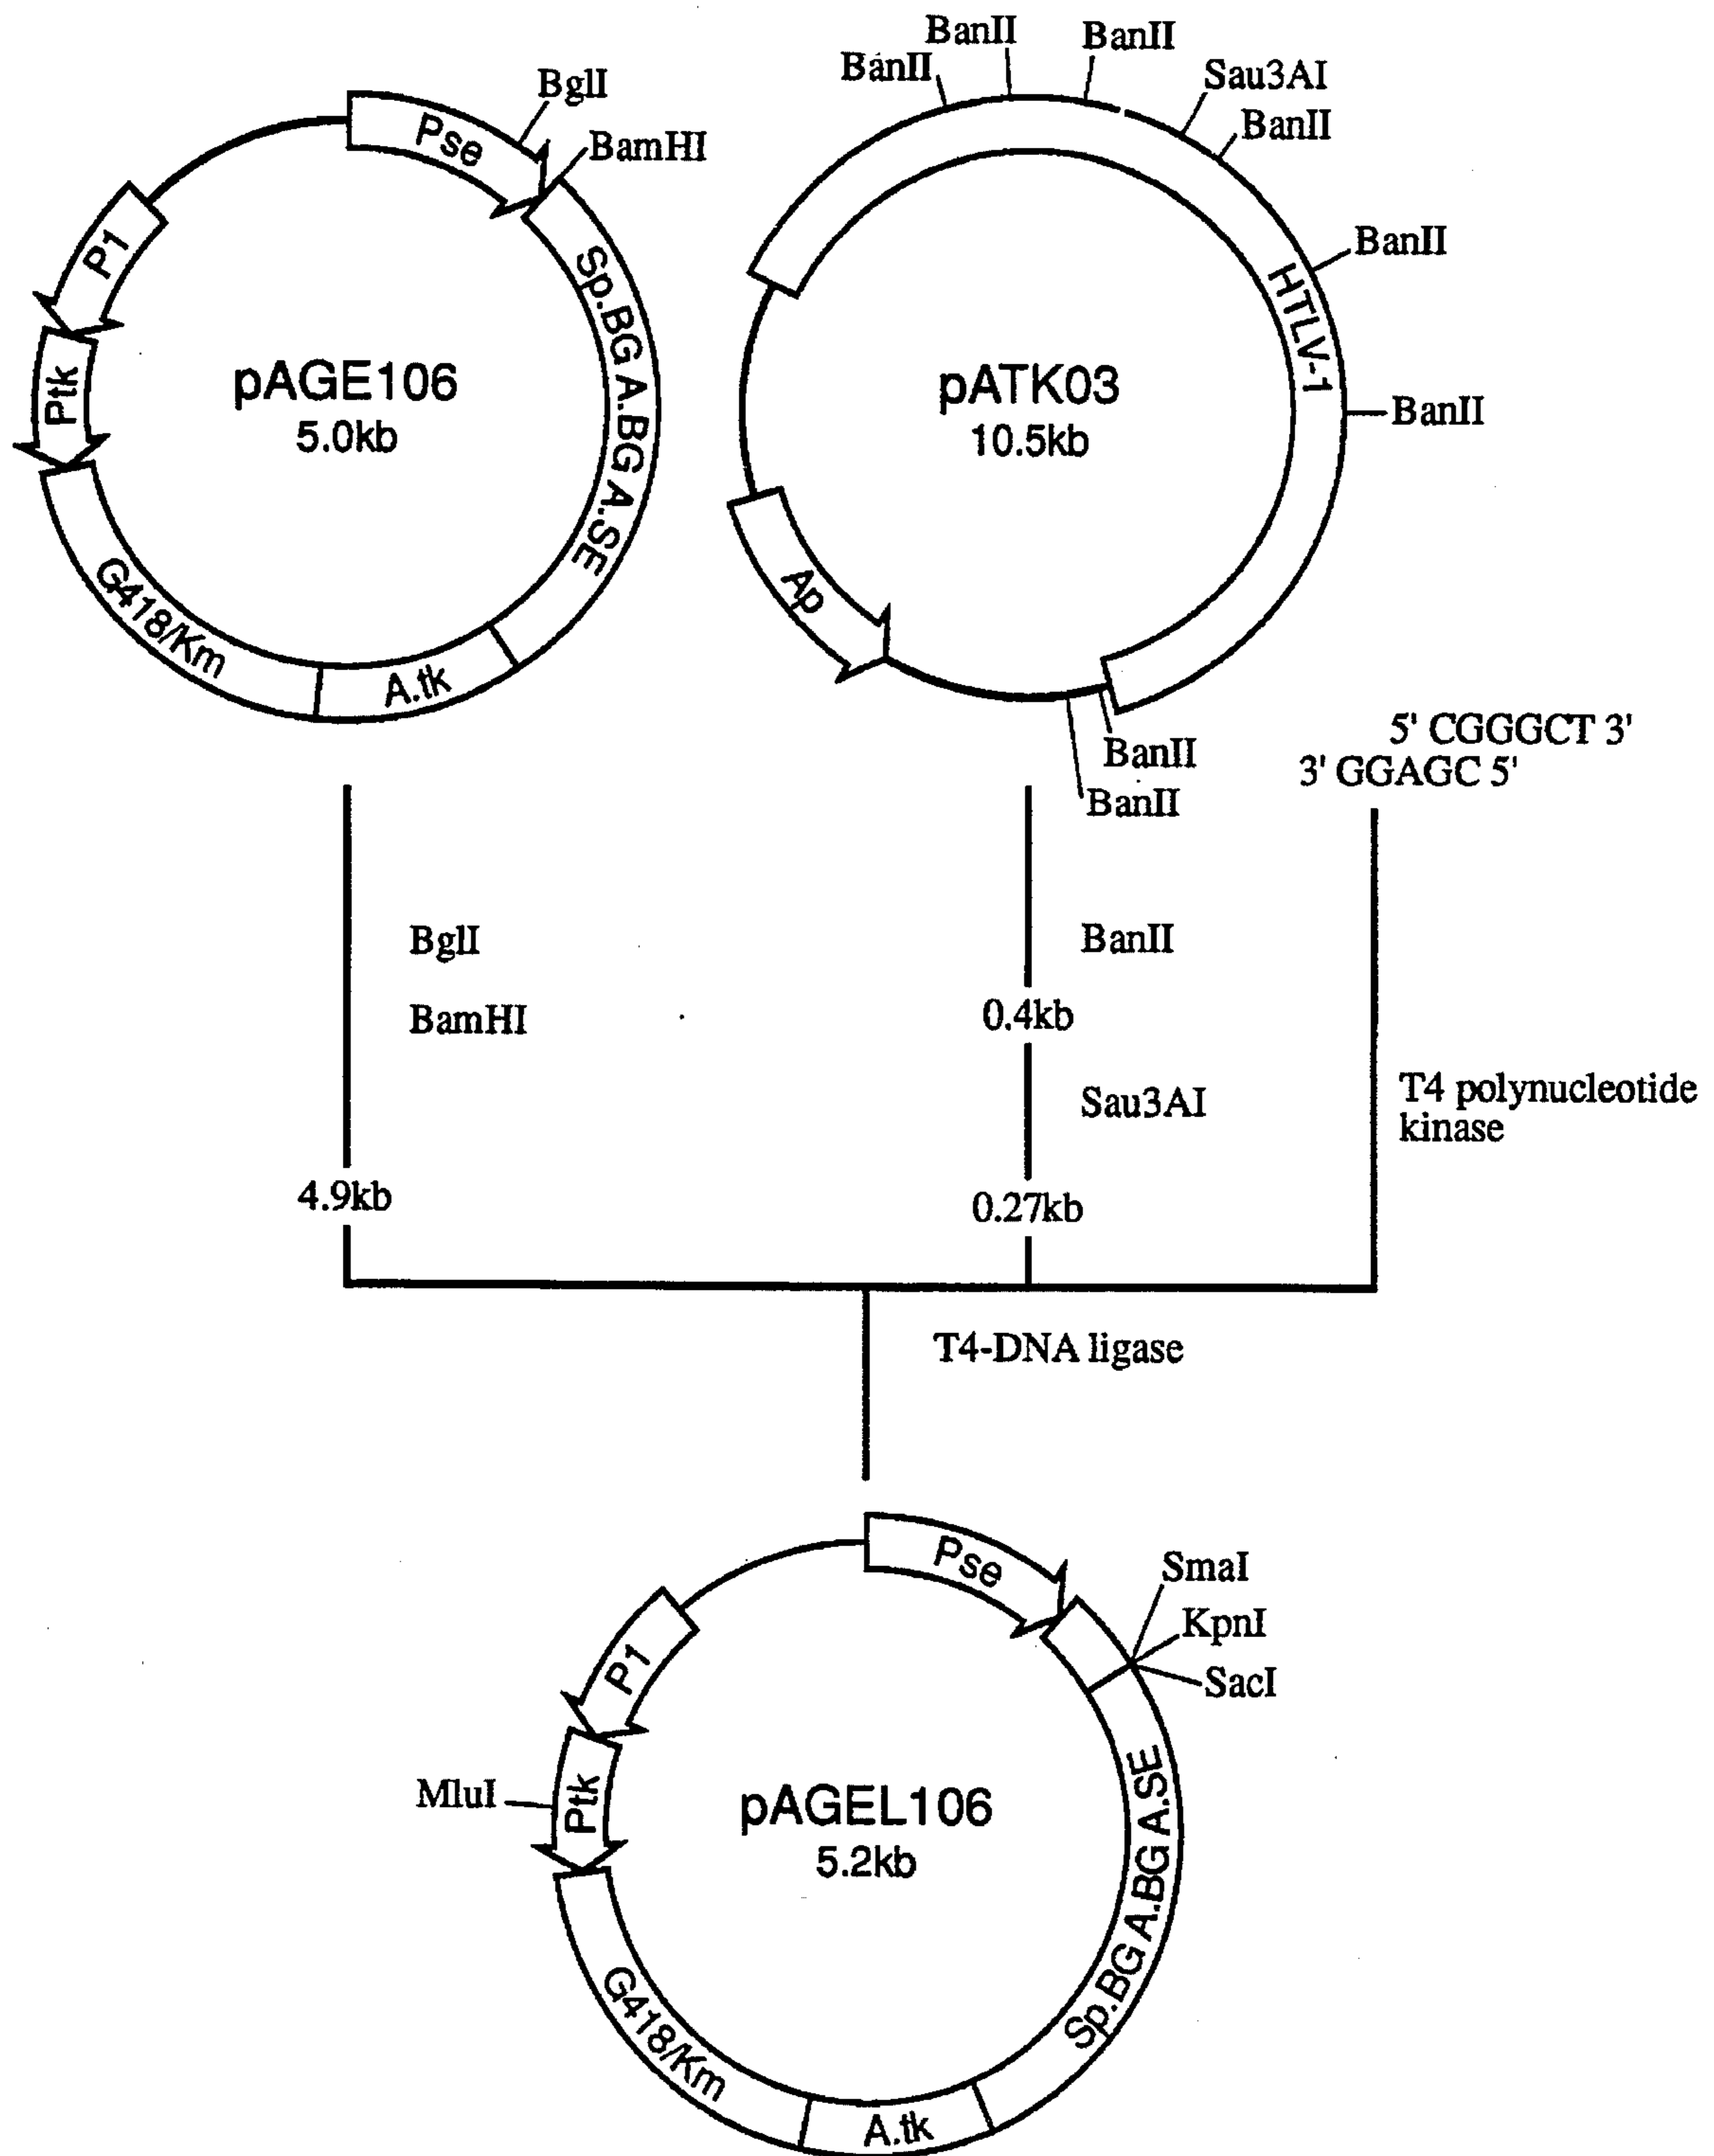 BglI
Pse
BamHI
P1
Ptk
pAGE106
5.0kb
Sp.BG A.BG A.SE
G418/Km
A.tk
BanII
BanII
BanII
Sau3AI
BanII
BanII
HTLV-1
BanII
pATK03
10.5kb
Ap
BanII
BanII
5' CGGGCT 3'
3' GGAGC 5'
BglI
BamHI
4.9kb
BanII
0.4kb
Sau3AI
0.27kb
T4 polynucleotide
kinase
T4-DNA ligase
Pse
SmaI
KpnI
SacI
P1
MluI
Ptk
pAGEL106
5.2kb
Sp.BG A.BG A.SE
G418/Km
A.tk